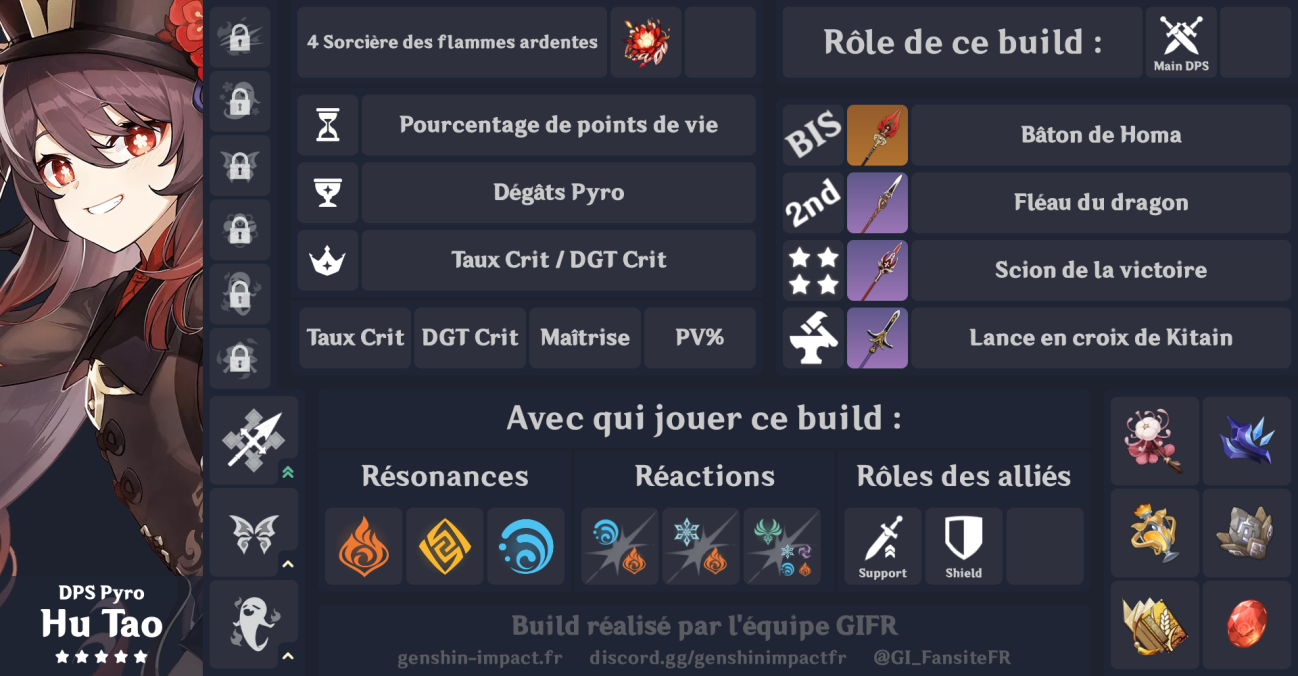 4 Sorcière des flammes ardentes
Rôle de ce build :
Main DPS
Pourcentage de points de vie
Dégâts Pyro
Taux Crit / DGT Crit
Taux Crit
DGT Crit
Maîtrise
PV%
BIS
Bâton de Homa
2nd
Fléau du dragon
Scion de la victoire
Lance en croix de Kitain
Avec qui jouer ce build :
Résonances
Réactions
Rôles des alliés
Support
Shield
DPS Pyro
Hu Tao
Build réalisé par l'équipe GIFR
genshin-impact.fr discord.gg/genshinimpactfr @GI_FansiteFR